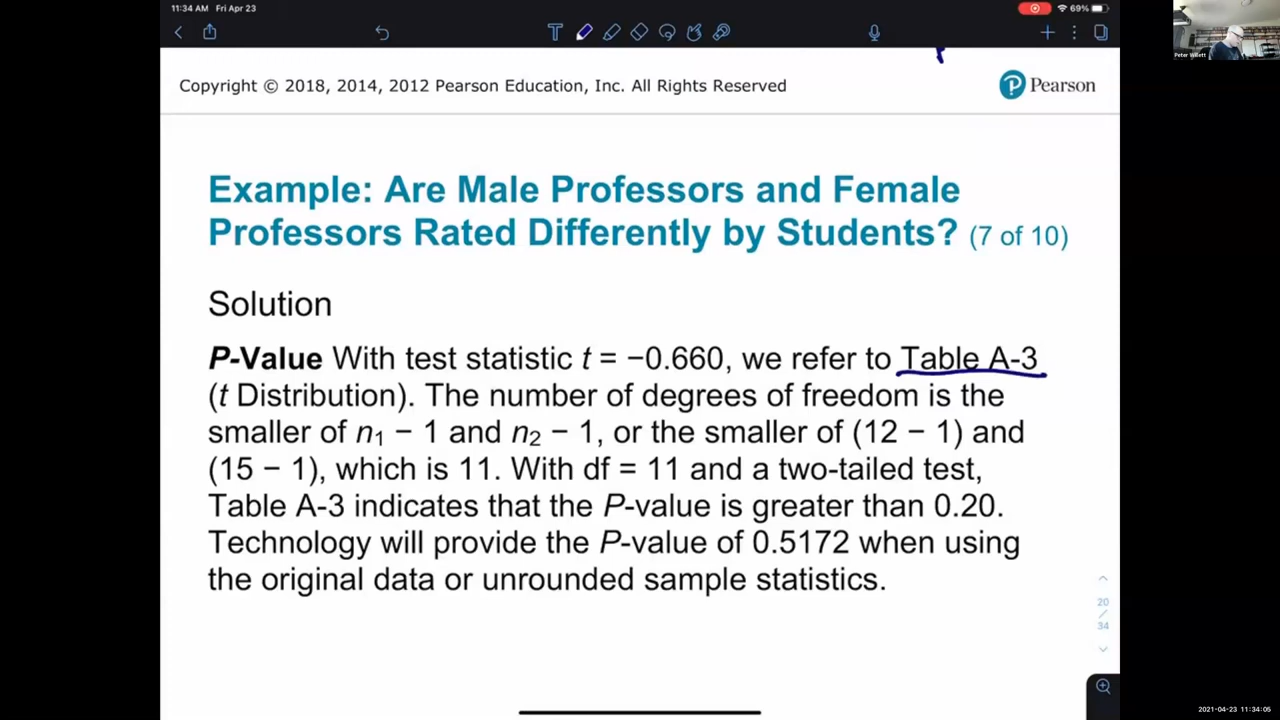 11:34 AM Fri Apr 23
69%
Peter Willett
Copyright © 2018, 2014, 2012 Pearson Education, Inc. All Rights Reserved
Pearson
Example: Are Male Professors and Female
Professors Rated Differently by Students? (7 of 10)
Solution
P-Value With test statistic t = −0.660, we refer to Table A-3
(t Distribution). The number of degrees of freedom is the
smaller of n₁ − 1 and n₂ − 1, or the smaller of (12 − 1) and
(15 − 1), which is 11. With df = 11 and a two-tailed test,
Table A-3 indicates that the P-value is greater than 0.20.
Technology will provide the P-value of 0.5172 when using
the original data or unrounded sample statistics.
20
/
34
2021-04-23 11:34:05